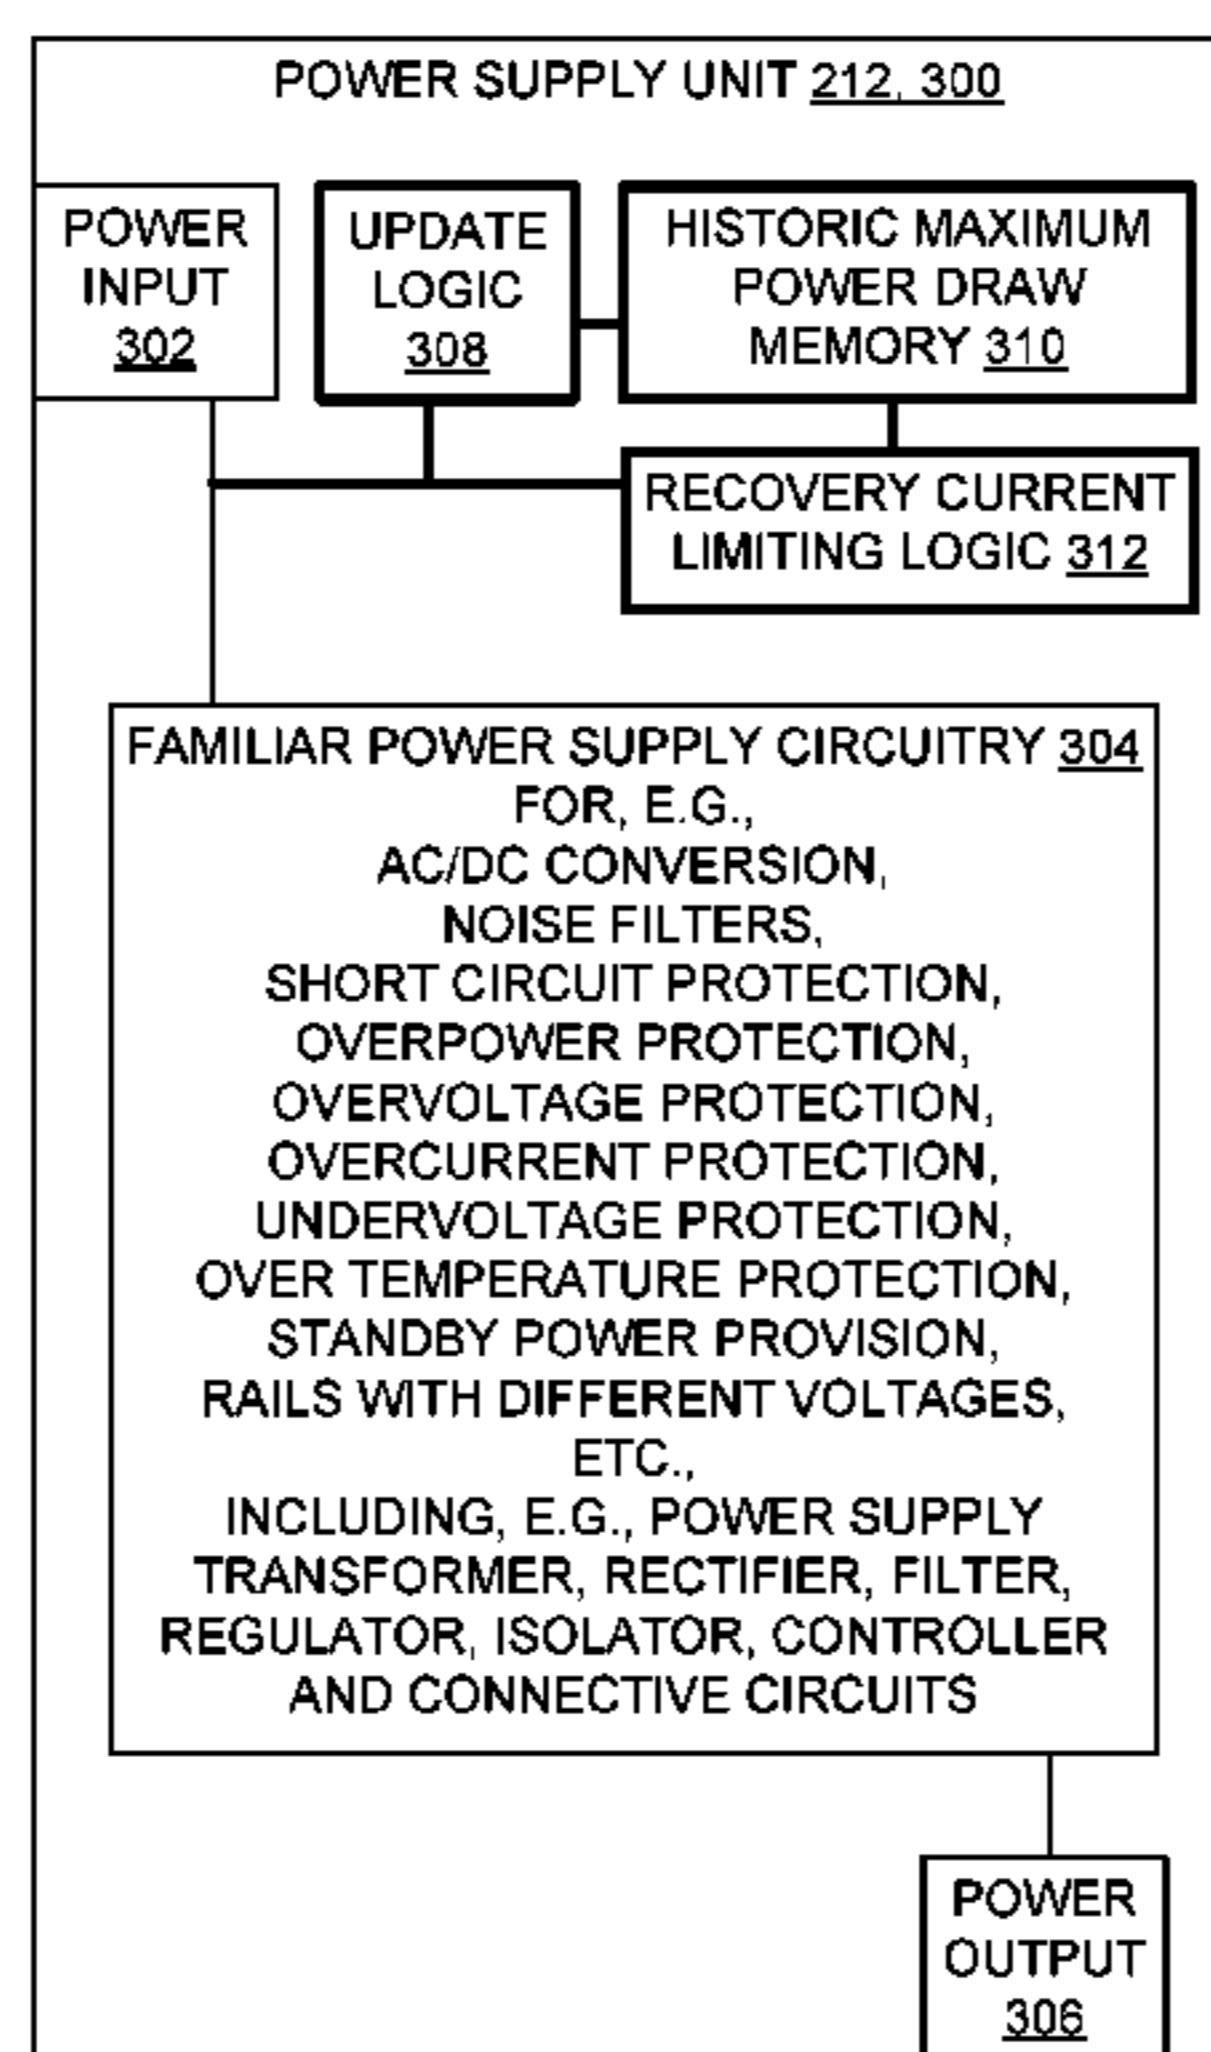 POWER SUPPLY UNIT 212, 300
POWER
INPUT
302
UPDATE
LOGIC
308
HISTORIC MAXIMUM
POWER DRAW
MEMORY 310
RECOVERY CURRENT
LIMITING LOGIC 312
FAMILIAR POWER SUPPLY CIRCUITRY 304
FOR, E.G.,
AC/DC CONVERSION,
NOISE FILTERS,
SHORT CIRCUIT PROTECTION,
OVERPOWER PROTECTION,
OVERVOLTAGE PROTECTION,
OVERCURRENT PROTECTION,
UNDERVOLTAGE PROTECTION,
OVER TEMPERATURE PROTECTION,
STANDBY POWER PROVISION,
RAILS WITH DIFFERENT VOLTAGES,
ETC.,
INCLUDING, E.G., POWER SUPPLY
TRANSFORMER, RECTIFIER, FILTER,
REGULATOR, ISOLATOR, CONTROLLER
AND CONNECTIVE CIRCUITS
POWER
OUTPUT
306